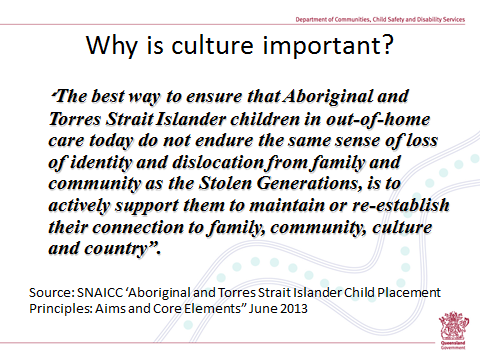 Department of Communities, Child Safety and Disability Services
Why is culture important?
“The best way to ensure that Aboriginal and
Torres Strait Islander children in out-of-home
care today do not endure the same sense of loss
of identity and dislocation from family and
community as the Stolen Generations, is to
actively support them to maintain or re-establish
their connection to family, community, culture
and country”.
Source: SNAICC ‘Aboriginal and Torres Strait Islander Child Placement
Principles: Aims and Core Elements” June 2013
Queensland
Government